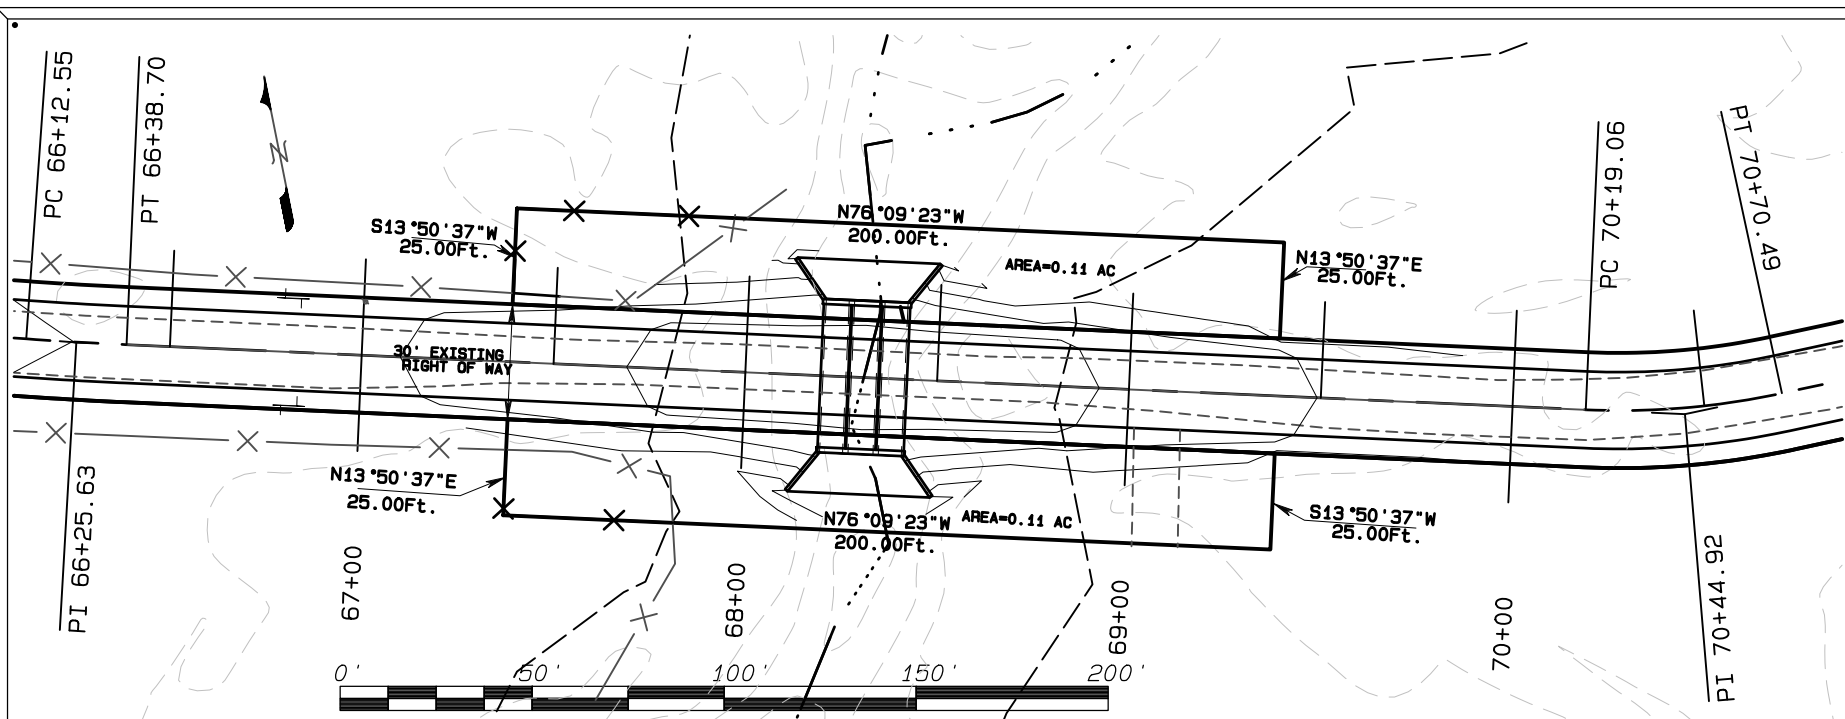 PC 66+12.55
PT 66+38.70
N
S13°50'37"W
25.00Ft.
N76°09'23"W
200.00Ft.
AREA=0.11 AC
N13°50'37"E
25.00Ft.
PC 70+19.06
PT 70+70.49
30' EXISTING
RIGHT OF WAY
N13°50'37"E
25.00Ft.
N76°09'23"W
200.00Ft.
AREA=0.11 AC
S13°50'37"W
25.00Ft.
PI 66+25.63
67+00
68+00
69+00
70+00
PI 70+44.92
0' 50' 100' 150' 200'